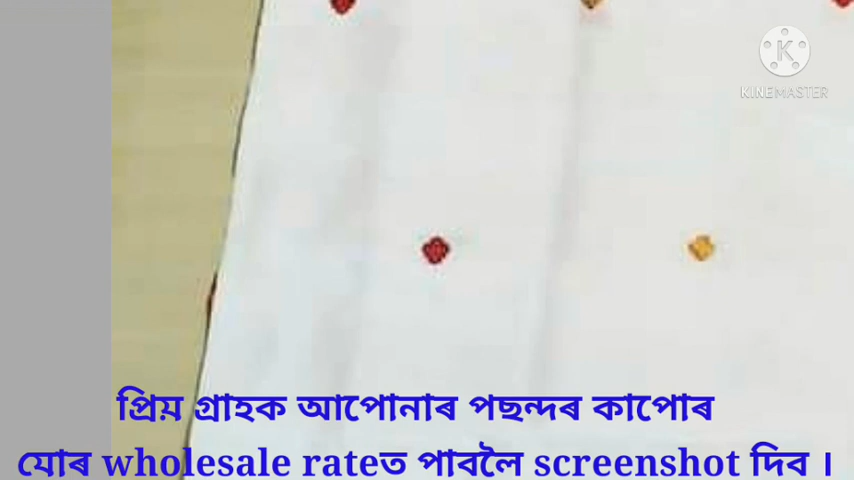 KINEMASTER
প্ৰিয় গ্ৰাহক আপোনাৰ পছন্দৰ কাপোৰ
যোৰ wholesale rateত পাবলৈ screenshot দিব ।